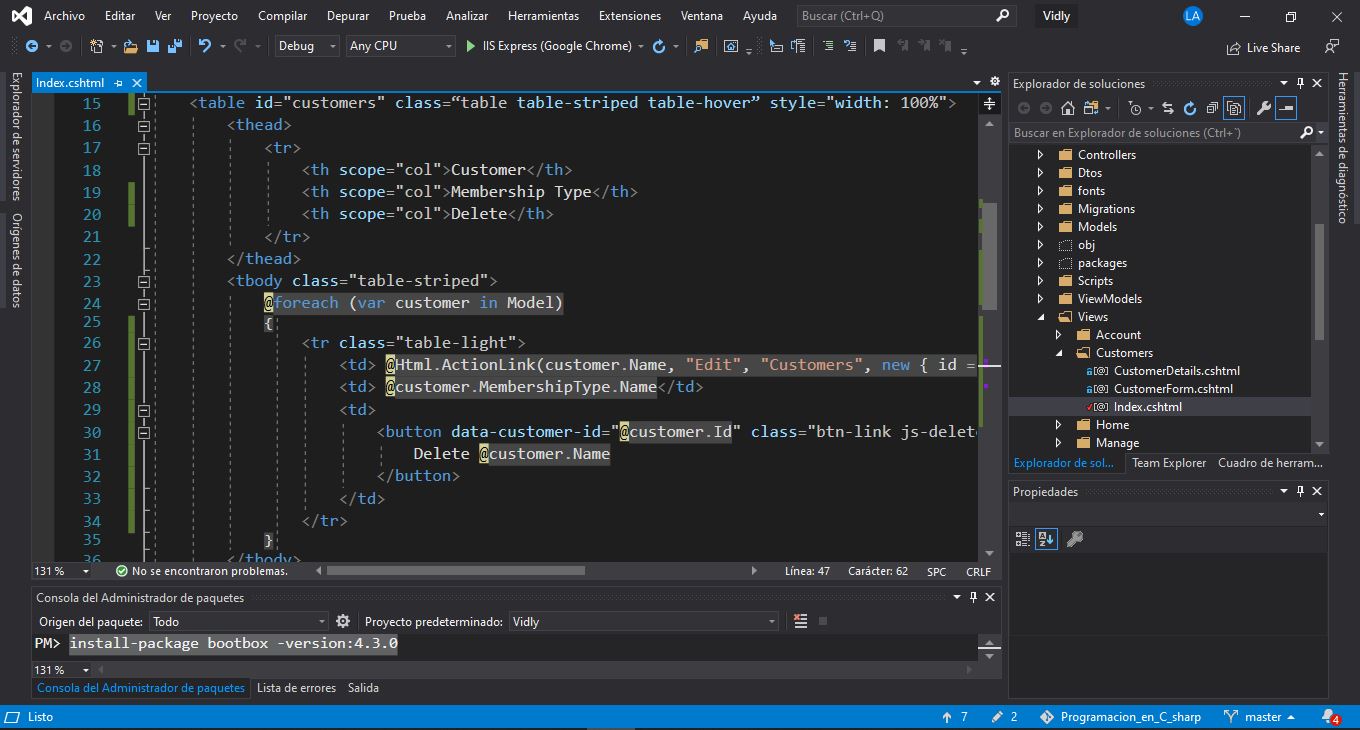 Archivo Editar Ver Proyecto Compilar Depurar Prueba Analizar Herramientas Extensiones Ventana Ayuda Buscar (Ctrl+Q) Vidly LA
Debug Any CPU IIS Express (Google Chrome) Live Share
Explorador de servidores
Orígenes de datos
Index.cshtml
15 <table id="customers" class=“table table-striped table-hover” style="width: 100%">
16 <thead>
17 <tr>
18 <th scope="col">Customer</th>
19 <th scope="col">Membership Type</th>
20 <th scope="col">Delete</th>
21 </tr>
22 </thead>
23 <tbody class="table-striped">
24 @foreach (var customer in Model)
25 {
26 <tr class="table-light">
27 <td> @Html.ActionLink(customer.Name, "Edit", "Customers", new { id =
28 <td> @customer.MembershipType.Name</td>
29 <td>
30 <button data-customer-id="@customer.Id" class="btn-link js-delet
31 Delete @customer.Name
32 </button>
33 </td>
34 </tr>
35 }
36 </tbody>
131 % No se encontraron problemas. Línea: 47 Carácter: 62 SPC CRLF
Consola del Administrador de paquetes
Origen del paquete: Todo Proyecto predeterminado: Vidly
PM> install-package bootbox -version:4.3.0
131 %
Consola del Administrador de paquetes Lista de errores Salida
Explorador de soluciones
Buscar en Explorador de soluciones (Ctrl+´)
Controllers
Dtos
fonts
Migrations
Models
obj
packages
Scripts
ViewModels
Views
Account
Customers
CustomerDetails.cshtml
CustomerForm.cshtml
Index.cshtml
Home
Manage
Explorador de sol... Team Explorer Cuadro de herram...
Propiedades
Herramientas de diagnóstico
Listo 7 2 Programacion_en_C_sharp master 4